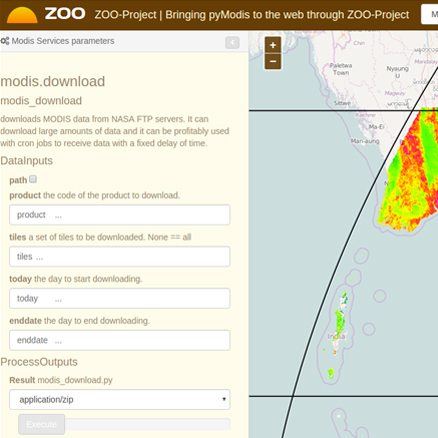 ZOO
ZOO-Project | Bringing pyModis to the web through ZOO-Project
M
Modis Services parameters
modis.download
modis_download
downloads MODIS data from NASA FTP servers. It can
download large amounts of data and it can be profitably used
with cron jobs to receive data with a fixed delay of time.
DataInputs
path
product the code of the product to download.
product ...
tiles a set of tiles to be downloaded. None == all
tiles ...
today the day to start downloading.
today ...
enddate the day to end downloading.
enddate ...
ProcessOutputs
Result modis_download.py
application/zip
Execute
+
−
Chin
Paletwa
Town
Nyaung
U
Magway
Sittwe
Ma-Ei
Man-aung
India